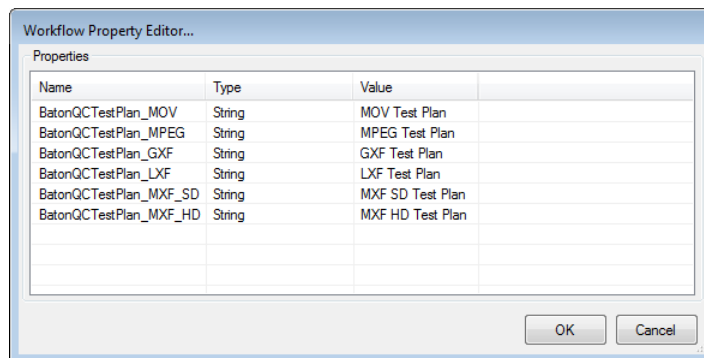 Workflow Property Editor...
Properties
Name Type Value
BatonQCTestPlan_MOV String MOV Test Plan
BatonQCTestPlan_MPEG String MPEG Test Plan
BatonQCTestPlan_GXF String GXF Test Plan
BatonQCTestPlan_LXF String LXF Test Plan
BatonQCTestPlan_MXF_SD String MXF SD Test Plan
BatonQCTestPlan_MXF_HD String MXF HD Test Plan
OK Cancel